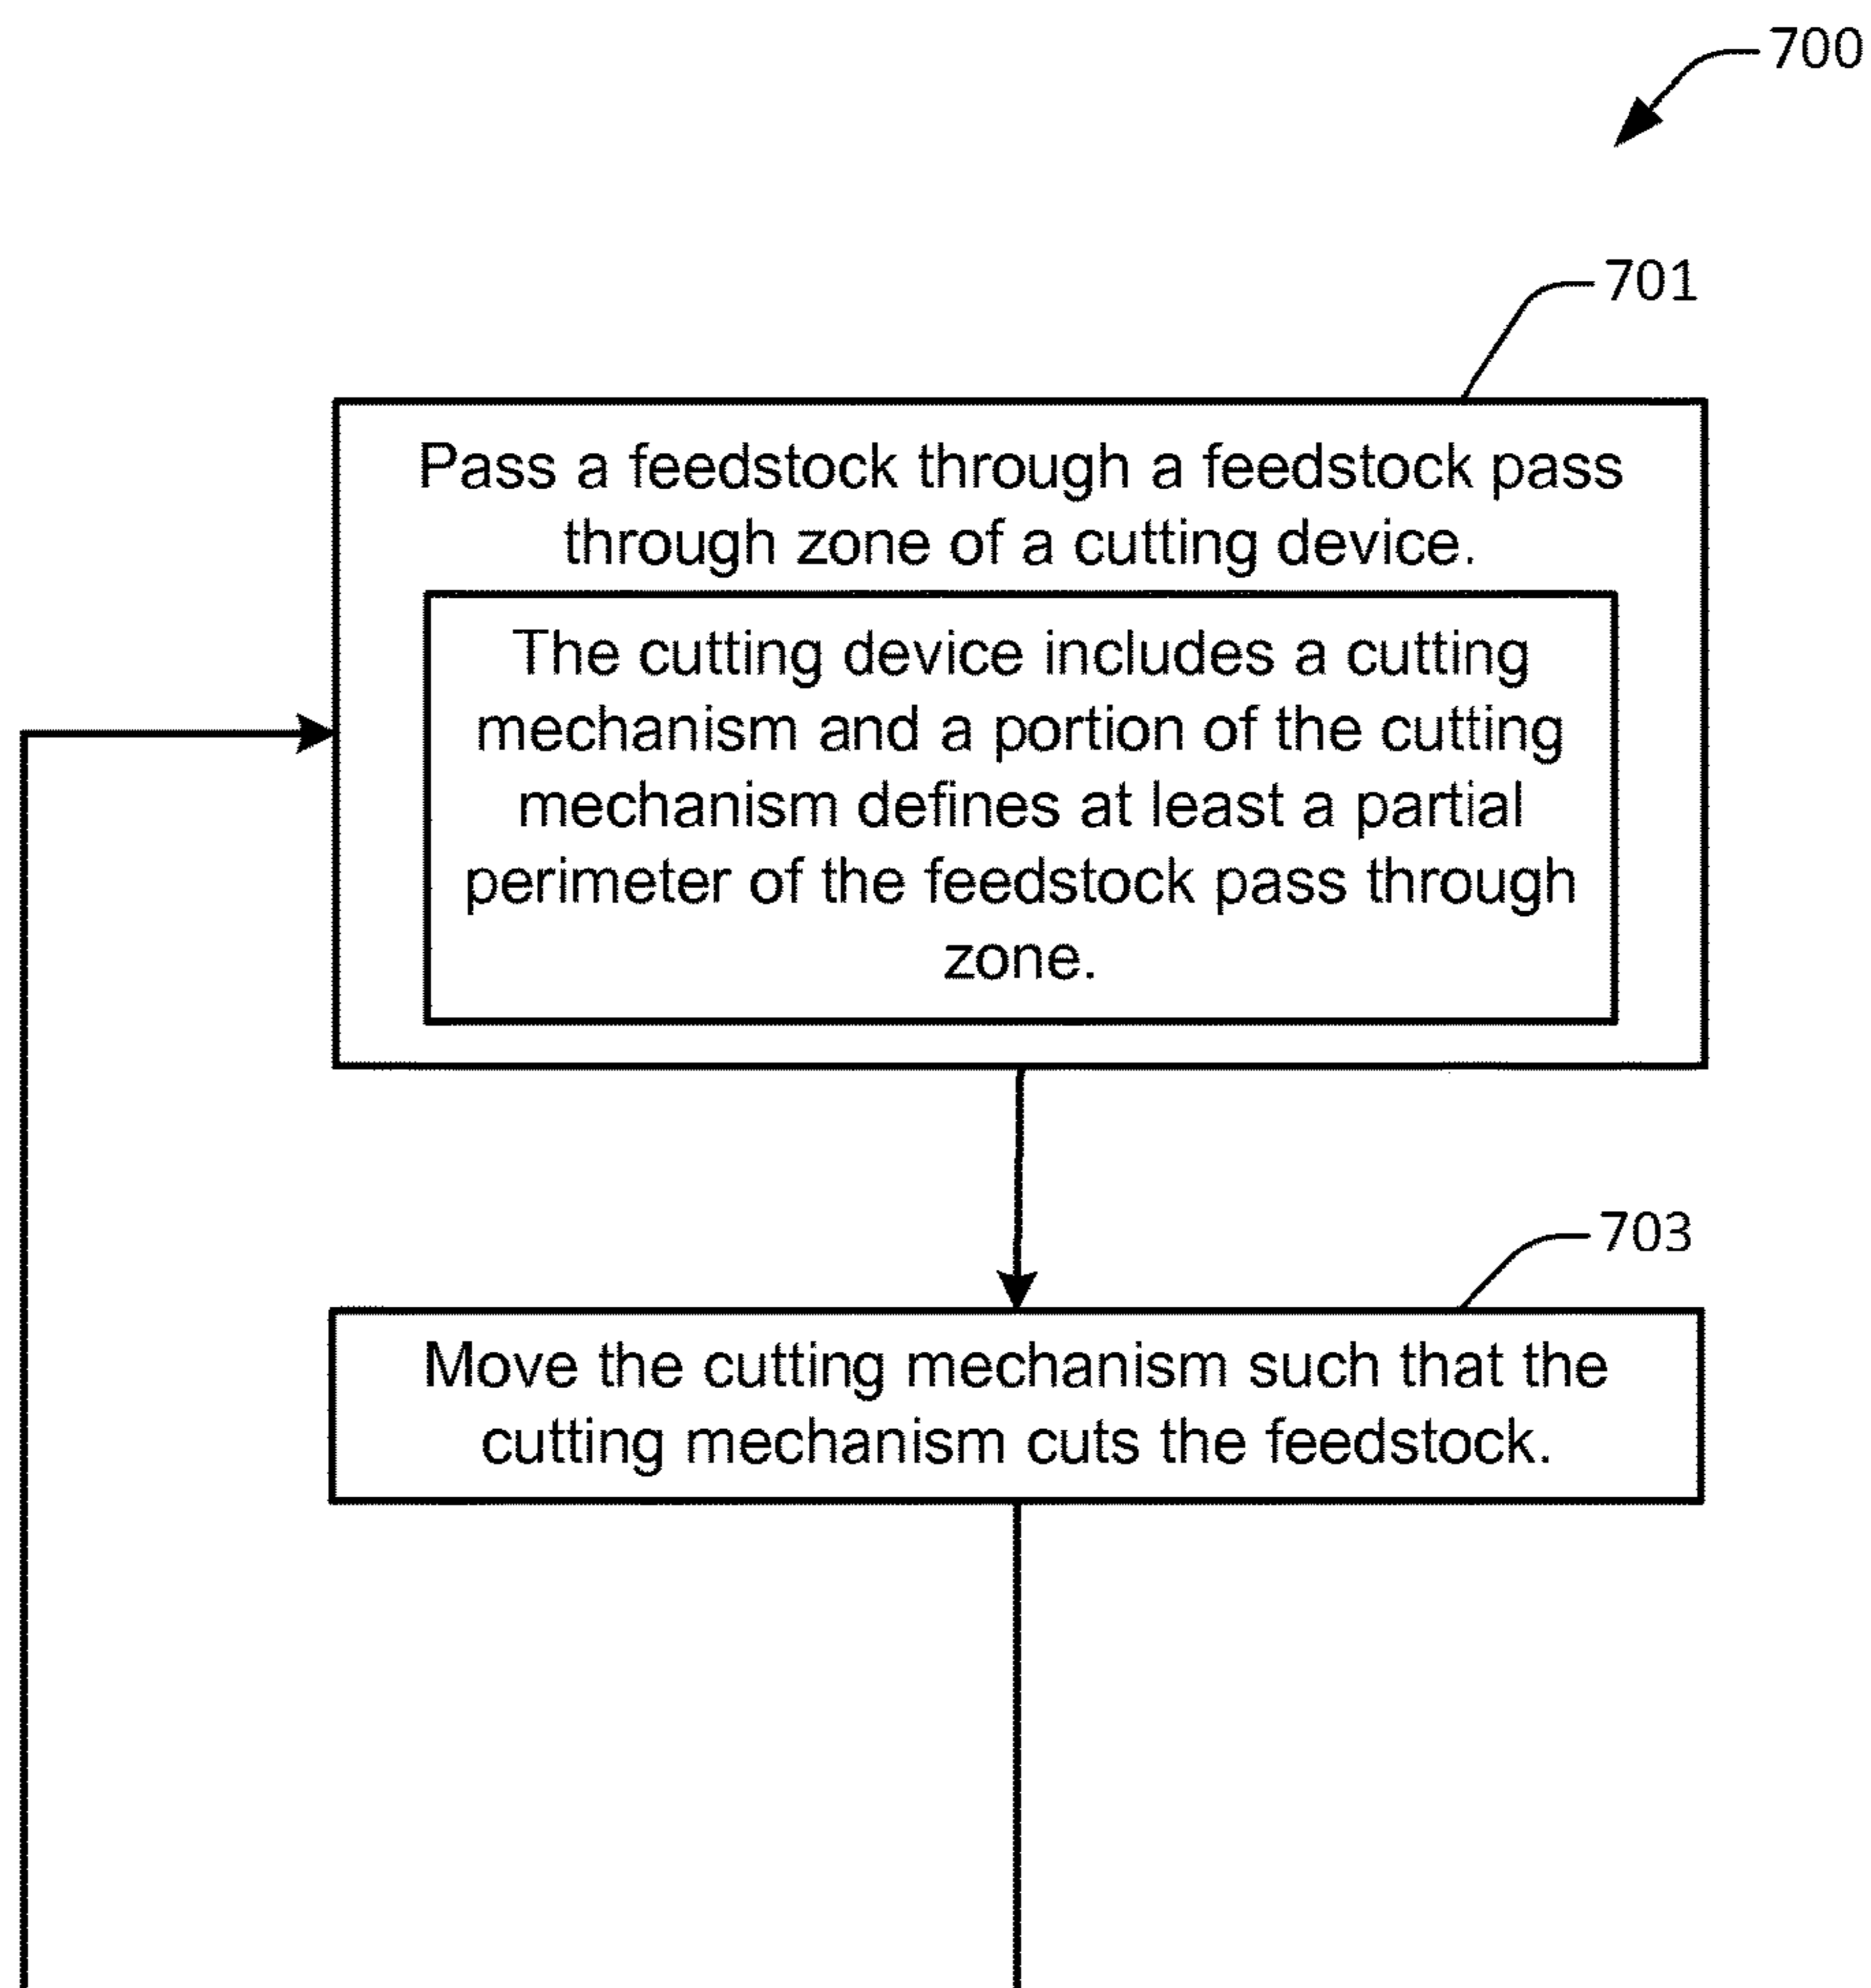 700
701
Pass a feedstock through a feedstock pass
through zone of a cutting device.
The cutting device includes a cutting
mechanism and a portion of the cutting
mechanism defines at least a partial
perimeter of the feedstock pass through
zone.
703
Move the cutting mechanism such that the
cutting mechanism cuts the feedstock.